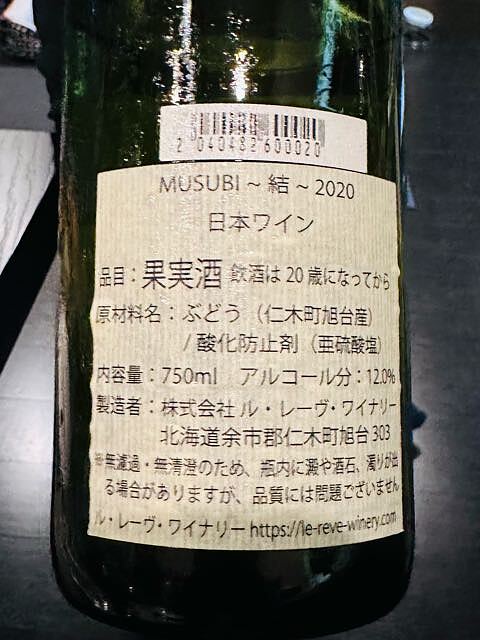 2 040482 600020
MUSUBI ~ 結 ~ 2020
日本ワイン
品目：果実酒 飲酒は 20 歳になってから
原材料名：ぶどう（仁木町旭台産）
/ 酸化防止剤（亜硫酸塩）
内容量：750ml アルコール分：12.0%
製造者：株式会社 ル・レーヴ・ワイナリー
北海道余市郡仁木町旭台 303
※無濾過・無清澄のため、瓶内に澱や酒石、濁りが出
る場合がありますが、品質には問題ございません
ル・レーヴ・ワイナリー https://le-reve-winery.com